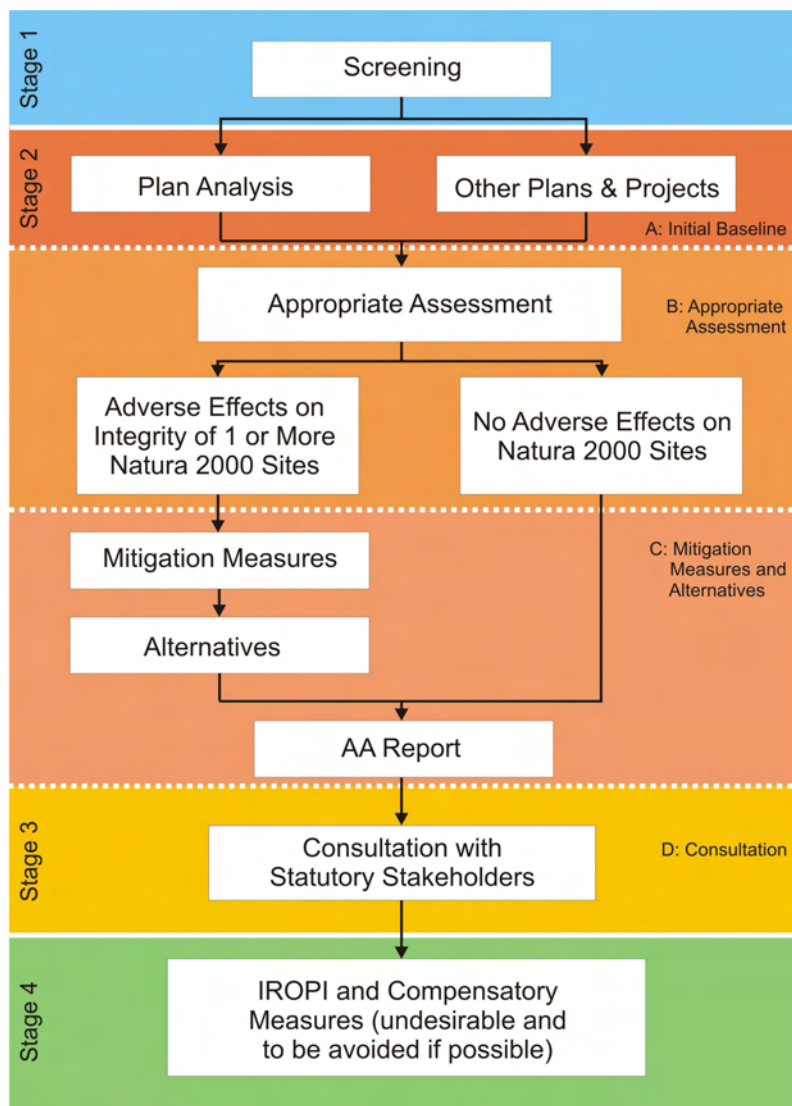 Stage 1
Screening
Stage 2
Plan Analysis
Other Plans & Projects
A: Initial Baseline
Appropriate Assessment
B: Appropriate
Assessment
Adverse Effects on
Integrity of 1 or More
Natura 2000 Sites
No Adverse Effects on
Natura 2000 Sites
Mitigation Measures
C: Mitigation
Measures and
Alternatives
Alternatives
AA Report
Stage 3
Consultation with
Statutory Stakeholders
D: Consultation
Stage 4
IROPI and Compensatory
Measures (undesirable and
to be avoided if possible)